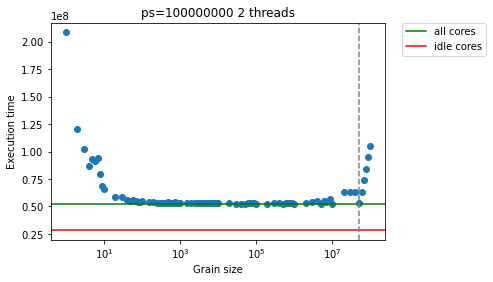 ps=100000000 2 threads
1e8
2.00
1.75
1.50
1.25
1.00
0.75
0.50
0.25
Execution time
10¹ 10³ 10⁵ 10⁷
Grain size
all cores
idle cores